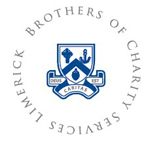 BROTHERS OF CHARITY SERVICES LIMERICK
DEUS EST
CARITAS